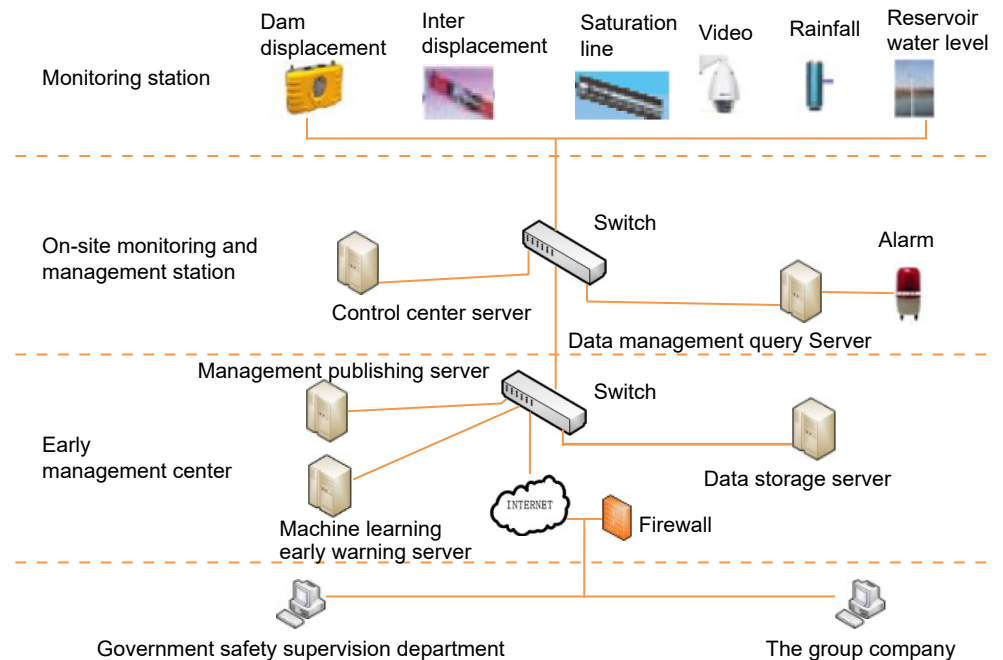 Dam
displacement
Inter
displacement
Saturation
line
Video
Rainfall
Reservoir
water level
Monitoring station
Switch
On-site monitoring and
management station
Alarm
Control center server
Data management query Server
Management publishing server
Switch
Early
management center
Data storage server
INTERNET
Firewall
Machine learning
early warning server
Government safety supervision department
The group company